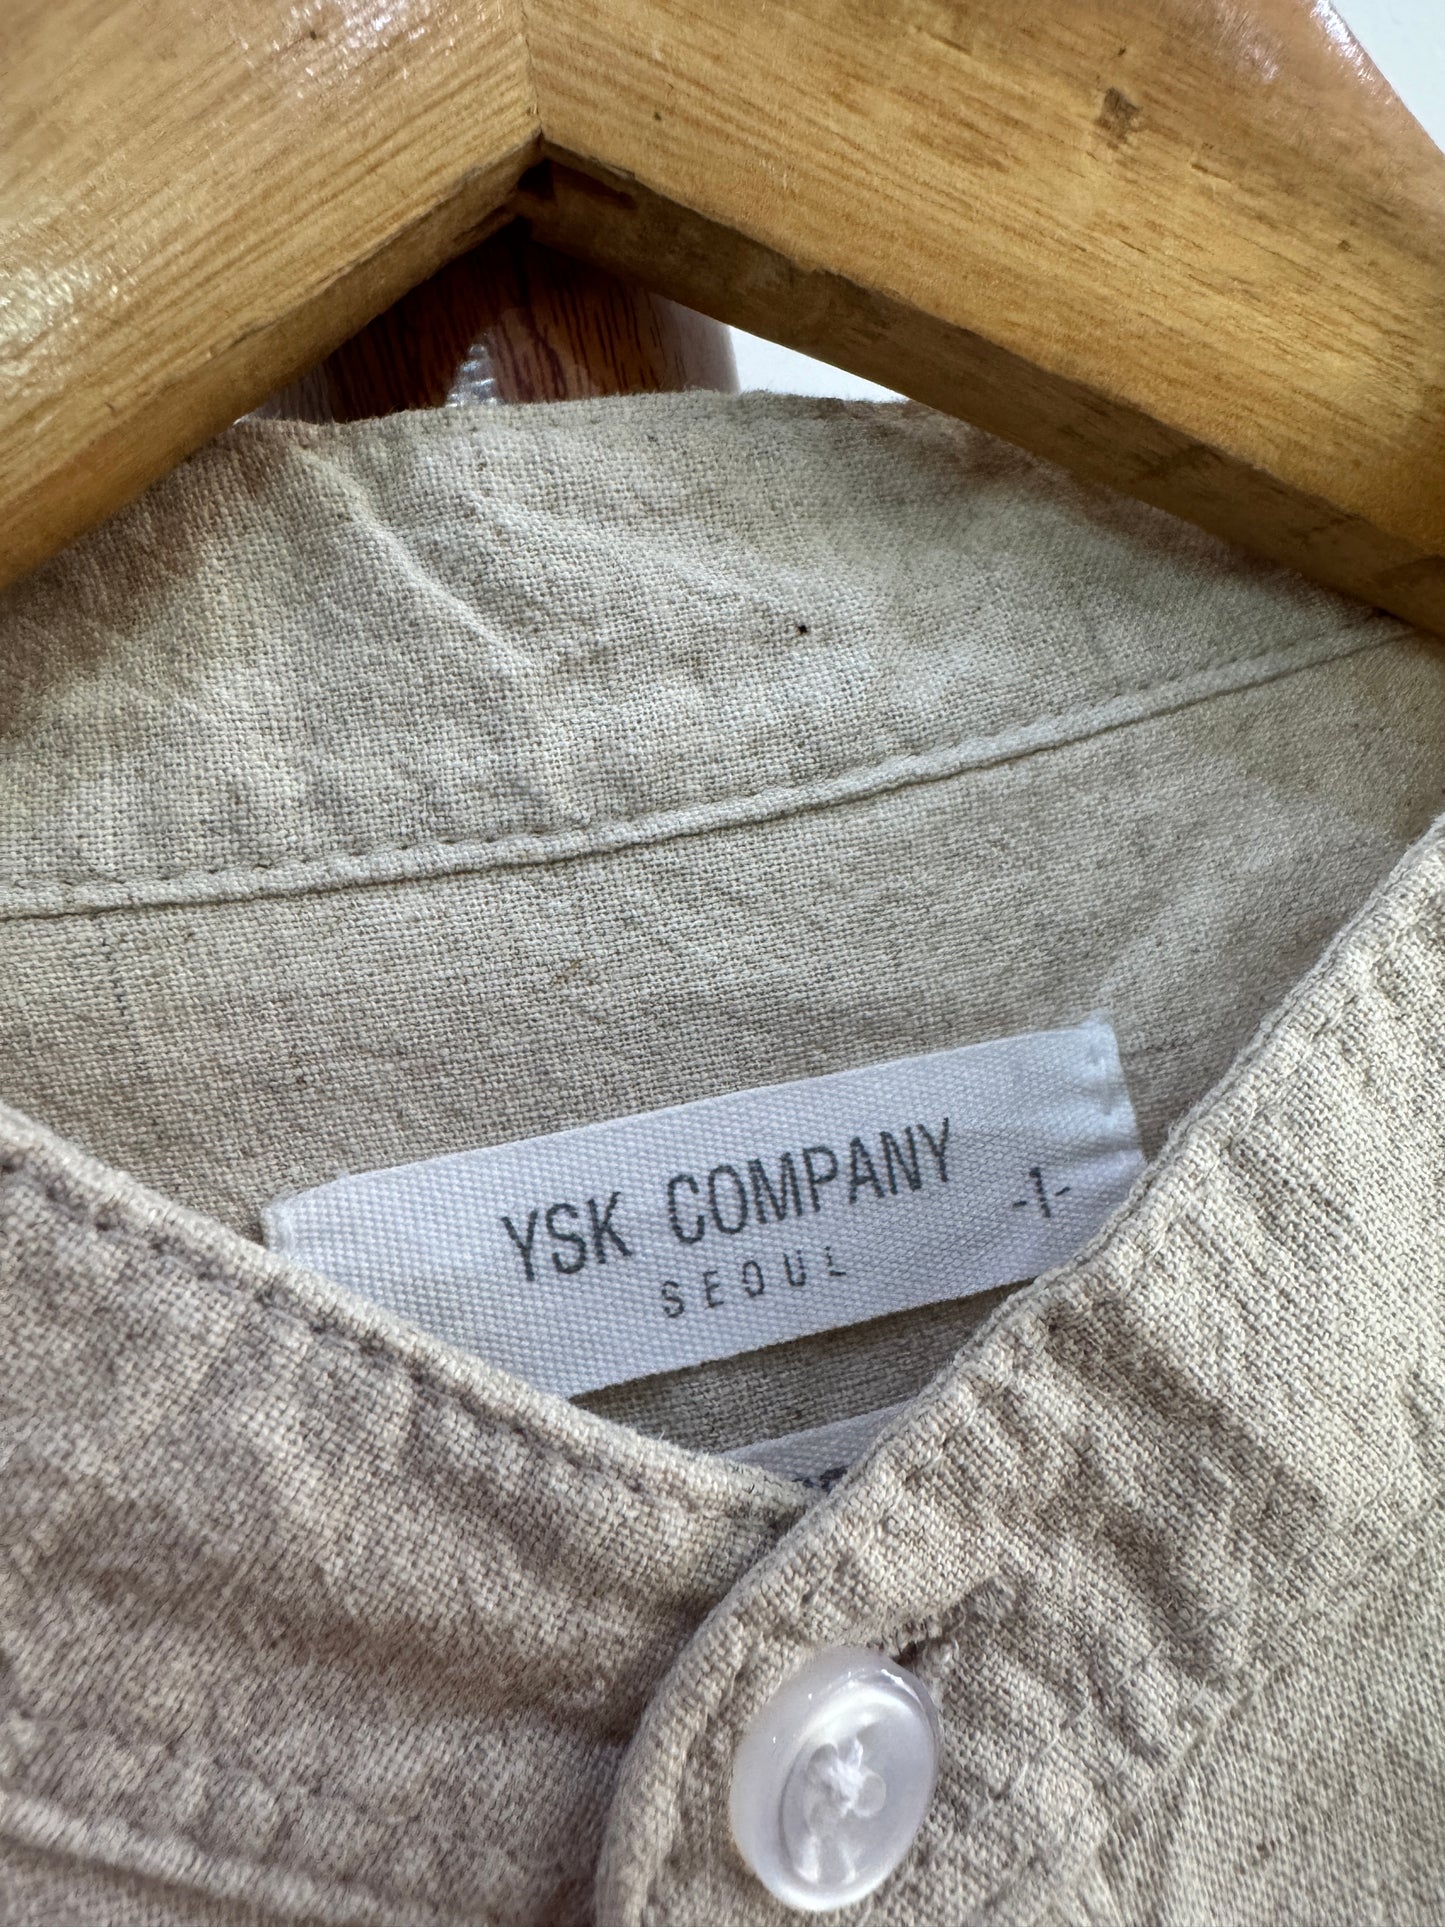 YSK COMPANY
-1-
SEOUL